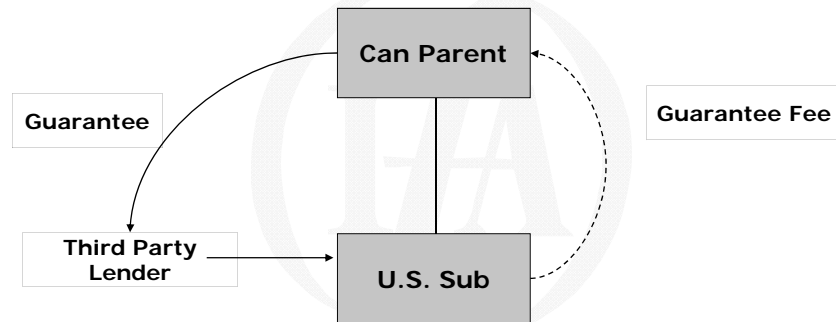 Can Parent
Guarantee
Guarantee Fee
Third Party
Lender
U.S. Sub